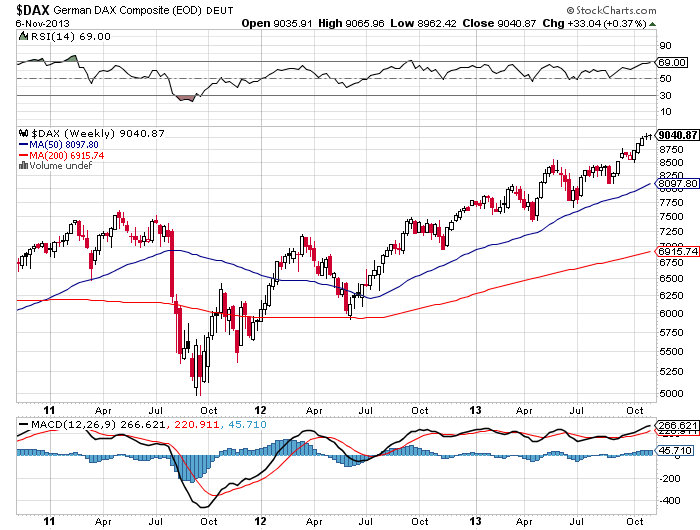 $DAX German DAX Composite (EOD) DEUT © StockCharts.com
6-Nov-2013 Open 9035.91 High 9065.96 Low 8962.42 Close 9040.87 Chg +33.04 (+0.37%)
RSI(14) 69.00
90
69.00
50
30
10
$DAX (Weekly) 9040.87
MA(50) 8097.80
MA(200) 6915.74
Volume undef
9040.87
8750
8500
8250
8097.80
7750
7500
7250
7000
6915.74
6750
6500
6250
6000
5750
5500
5250
5000
11 Apr Jul Oct 12 Apr Jul Oct 13 Apr Jul Oct
MACD(12,26,9) 266.621, 220.911, 45.710
266.621
220.911
45.710
-200
-400
11 Apr Jul Oct 12 Apr Jul Oct 13 Apr Jul Oct